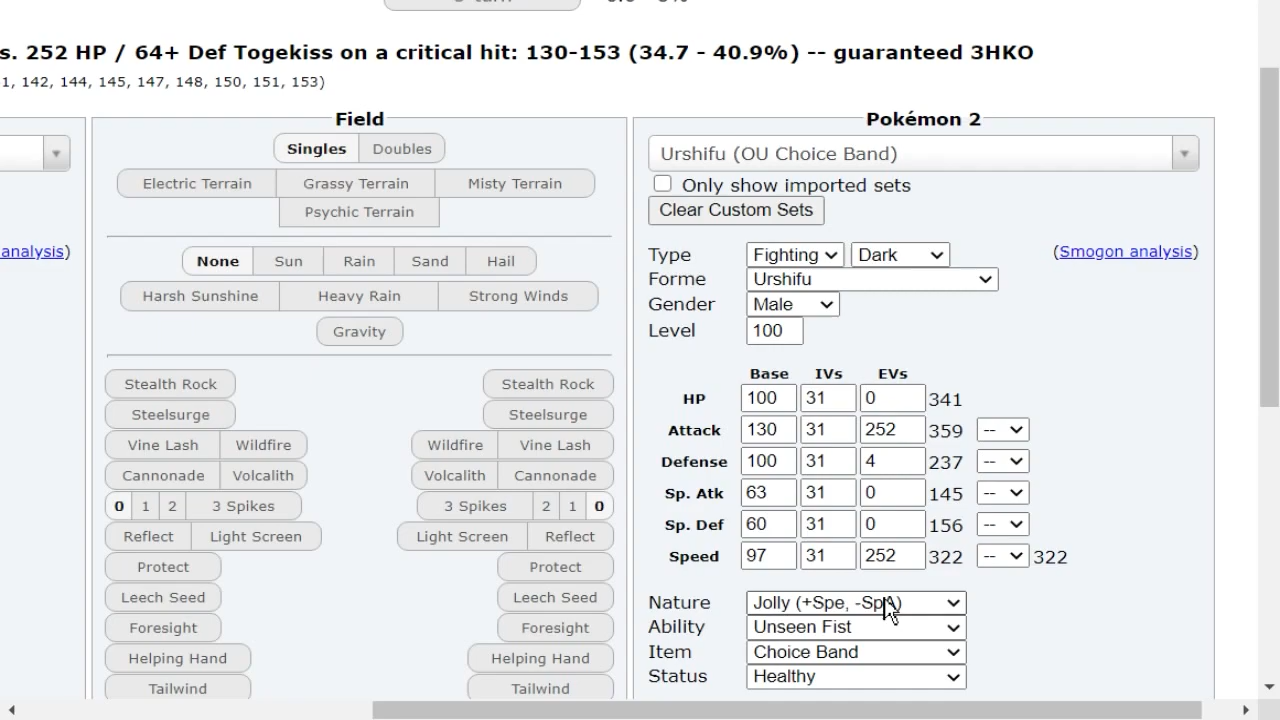 s. 252 HP / 64+ Def Togekiss on a critical hit: 130-153 (34.7 - 40.9%) -- guaranteed 3HKO
1, 142, 144, 145, 147, 148, 150, 151, 153)
Field
Singles Doubles
Electric Terrain Grassy Terrain Misty Terrain
Psychic Terrain
analysis)
None Sun Rain Sand Hail
Harsh Sunshine Heavy Rain Strong Winds
Gravity
Stealth Rock Stealth Rock
Steelsurge Steelsurge
Vine Lash Wildfire Wildfire Vine Lash
Cannonade Volcalith Volcalith Cannonade
0 1 2 3 Spikes 3 Spikes 2 1 0
Reflect Light Screen Light Screen Reflect
Protect Protect
Leech Seed Leech Seed
Foresight Foresight
Helping Hand Helping Hand
Tailwind Tailwind
Pokémon 2
Urshifu (OU Choice Band)
Only show imported sets
Clear Custom Sets
Type Fighting Dark (Smogon analysis)
Forme Urshifu
Gender Male
Level 100
Base IVs EVs
HP 100 31 0 341
Attack 130 31 252 359 --
Defense 100 31 4 237 --
Sp. Atk 63 31 0 145 --
Sp. Def 60 31 0 156 --
Speed 97 31 252 322 -- 322
Nature Jolly (+Spe, -SpA)
Ability Unseen Fist
Item Choice Band
Status Healthy